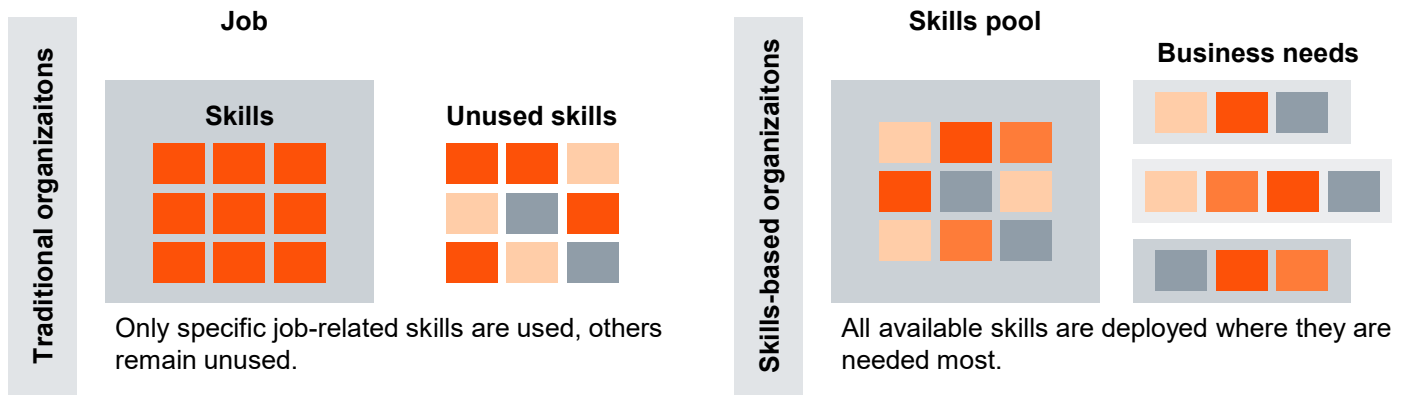 Traditional organizaitons
Job
Skills
Unused skills
Only specific job-related skills are used, others
remain unused.
Skills-based organizaitons
Skills pool
Business needs
All available skills are deployed where they are
needed most.